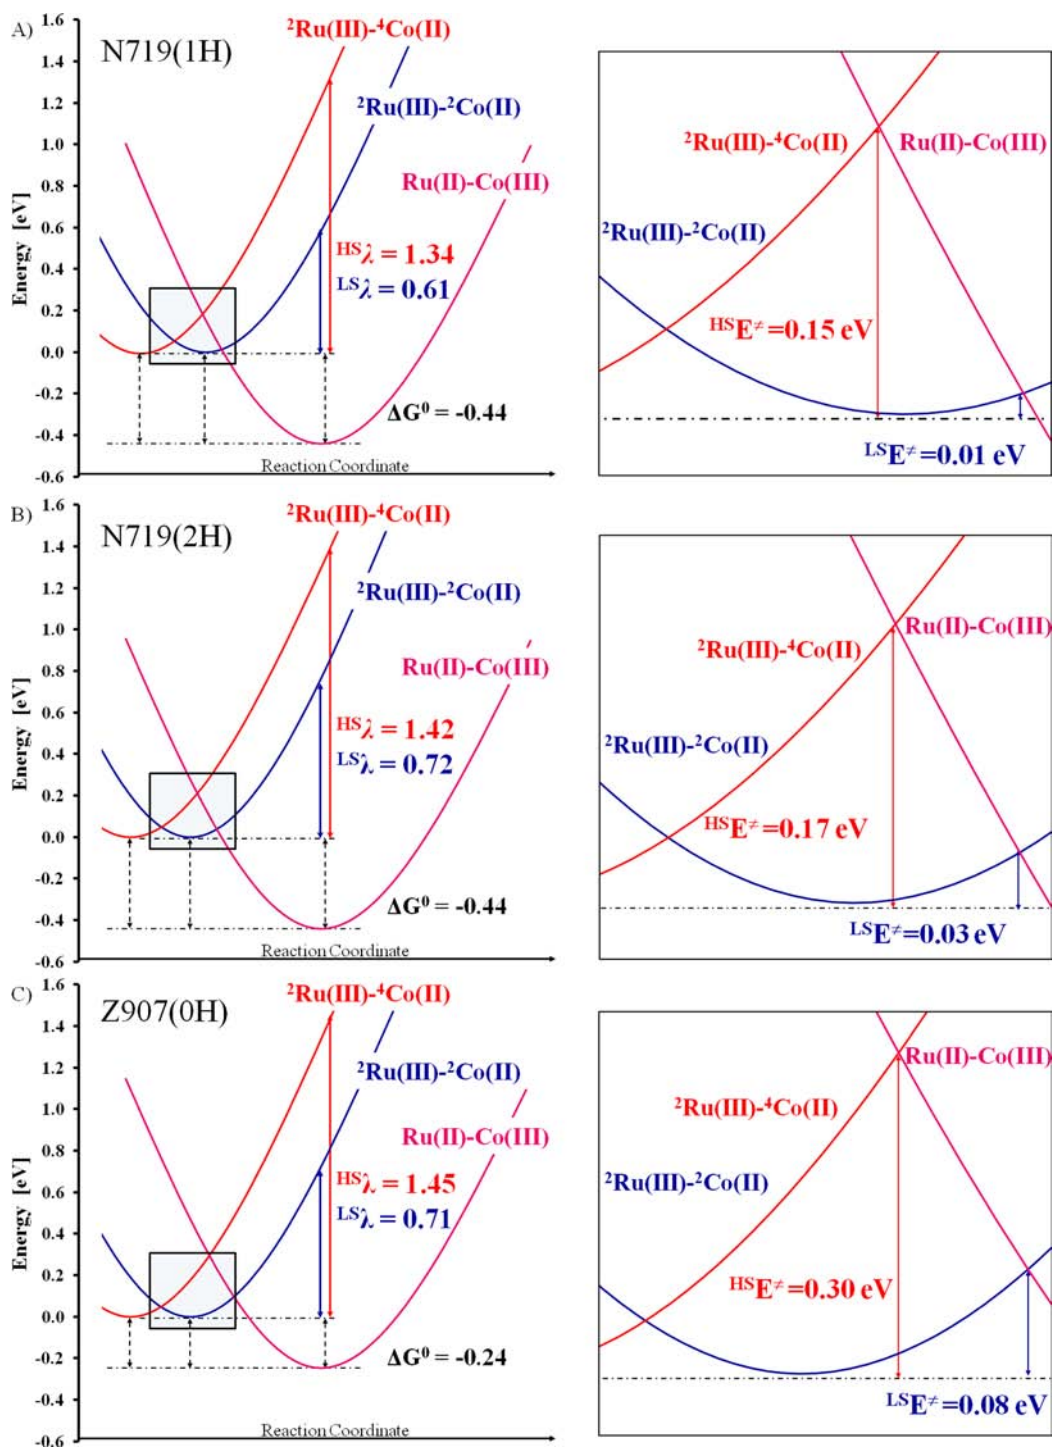 A)
N719(1H)
Energy [eV]
1.6
1.4
1.2
1.0
0.8
0.6
0.4
0.2
0.0
-0.2
-0.4
-0.6
²Ru(III)-⁴Co(II)
²Ru(III)-²Co(II)
Ru(II)-Co(III)
ᴴˢλ = 1.34
ᴸˢλ = 0.61
ΔG⁰ = -0.44
Reaction Coordinate
²Ru(III)-⁴Co(II)
Ru(II)-Co(III)
²Ru(III)-²Co(II)
ᴴˢE≠=0.15 eV
ᴸˢE≠=0.01 eV
B)
N719(2H)
Energy [eV]
1.6
1.4
1.2
1.0
0.8
0.6
0.4
0.2
0.0
-0.2
-0.4
-0.6
²Ru(III)-⁴Co(II)
²Ru(III)-²Co(II)
Ru(II)-Co(III)
ᴴˢλ = 1.42
ᴸˢλ = 0.72
ΔG⁰ = -0.44
Reaction Coordinate
Ru(II)-Co(III)
²Ru(III)-⁴Co(II)
²Ru(III)-²Co(II)
ᴴˢE≠=0.17 eV
ᴸˢE≠=0.03 eV
C)
Z907(0H)
Energy [eV]
1.6
1.4
1.2
1.0
0.8
0.6
0.4
0.2
0.0
-0.2
-0.4
-0.6
²Ru(III)-⁴Co(II)
²Ru(III)-²Co(II)
Ru(II)-Co(III)
ᴴˢλ = 1.45
ᴸˢλ = 0.71
ΔG⁰ = -0.24
Reaction Coordinate
Ru(II)-Co(III)
²Ru(III)-⁴Co(II)
²Ru(III)-²Co(II)
ᴴˢE≠=0.30 eV
ᴸˢE≠=0.08 eV